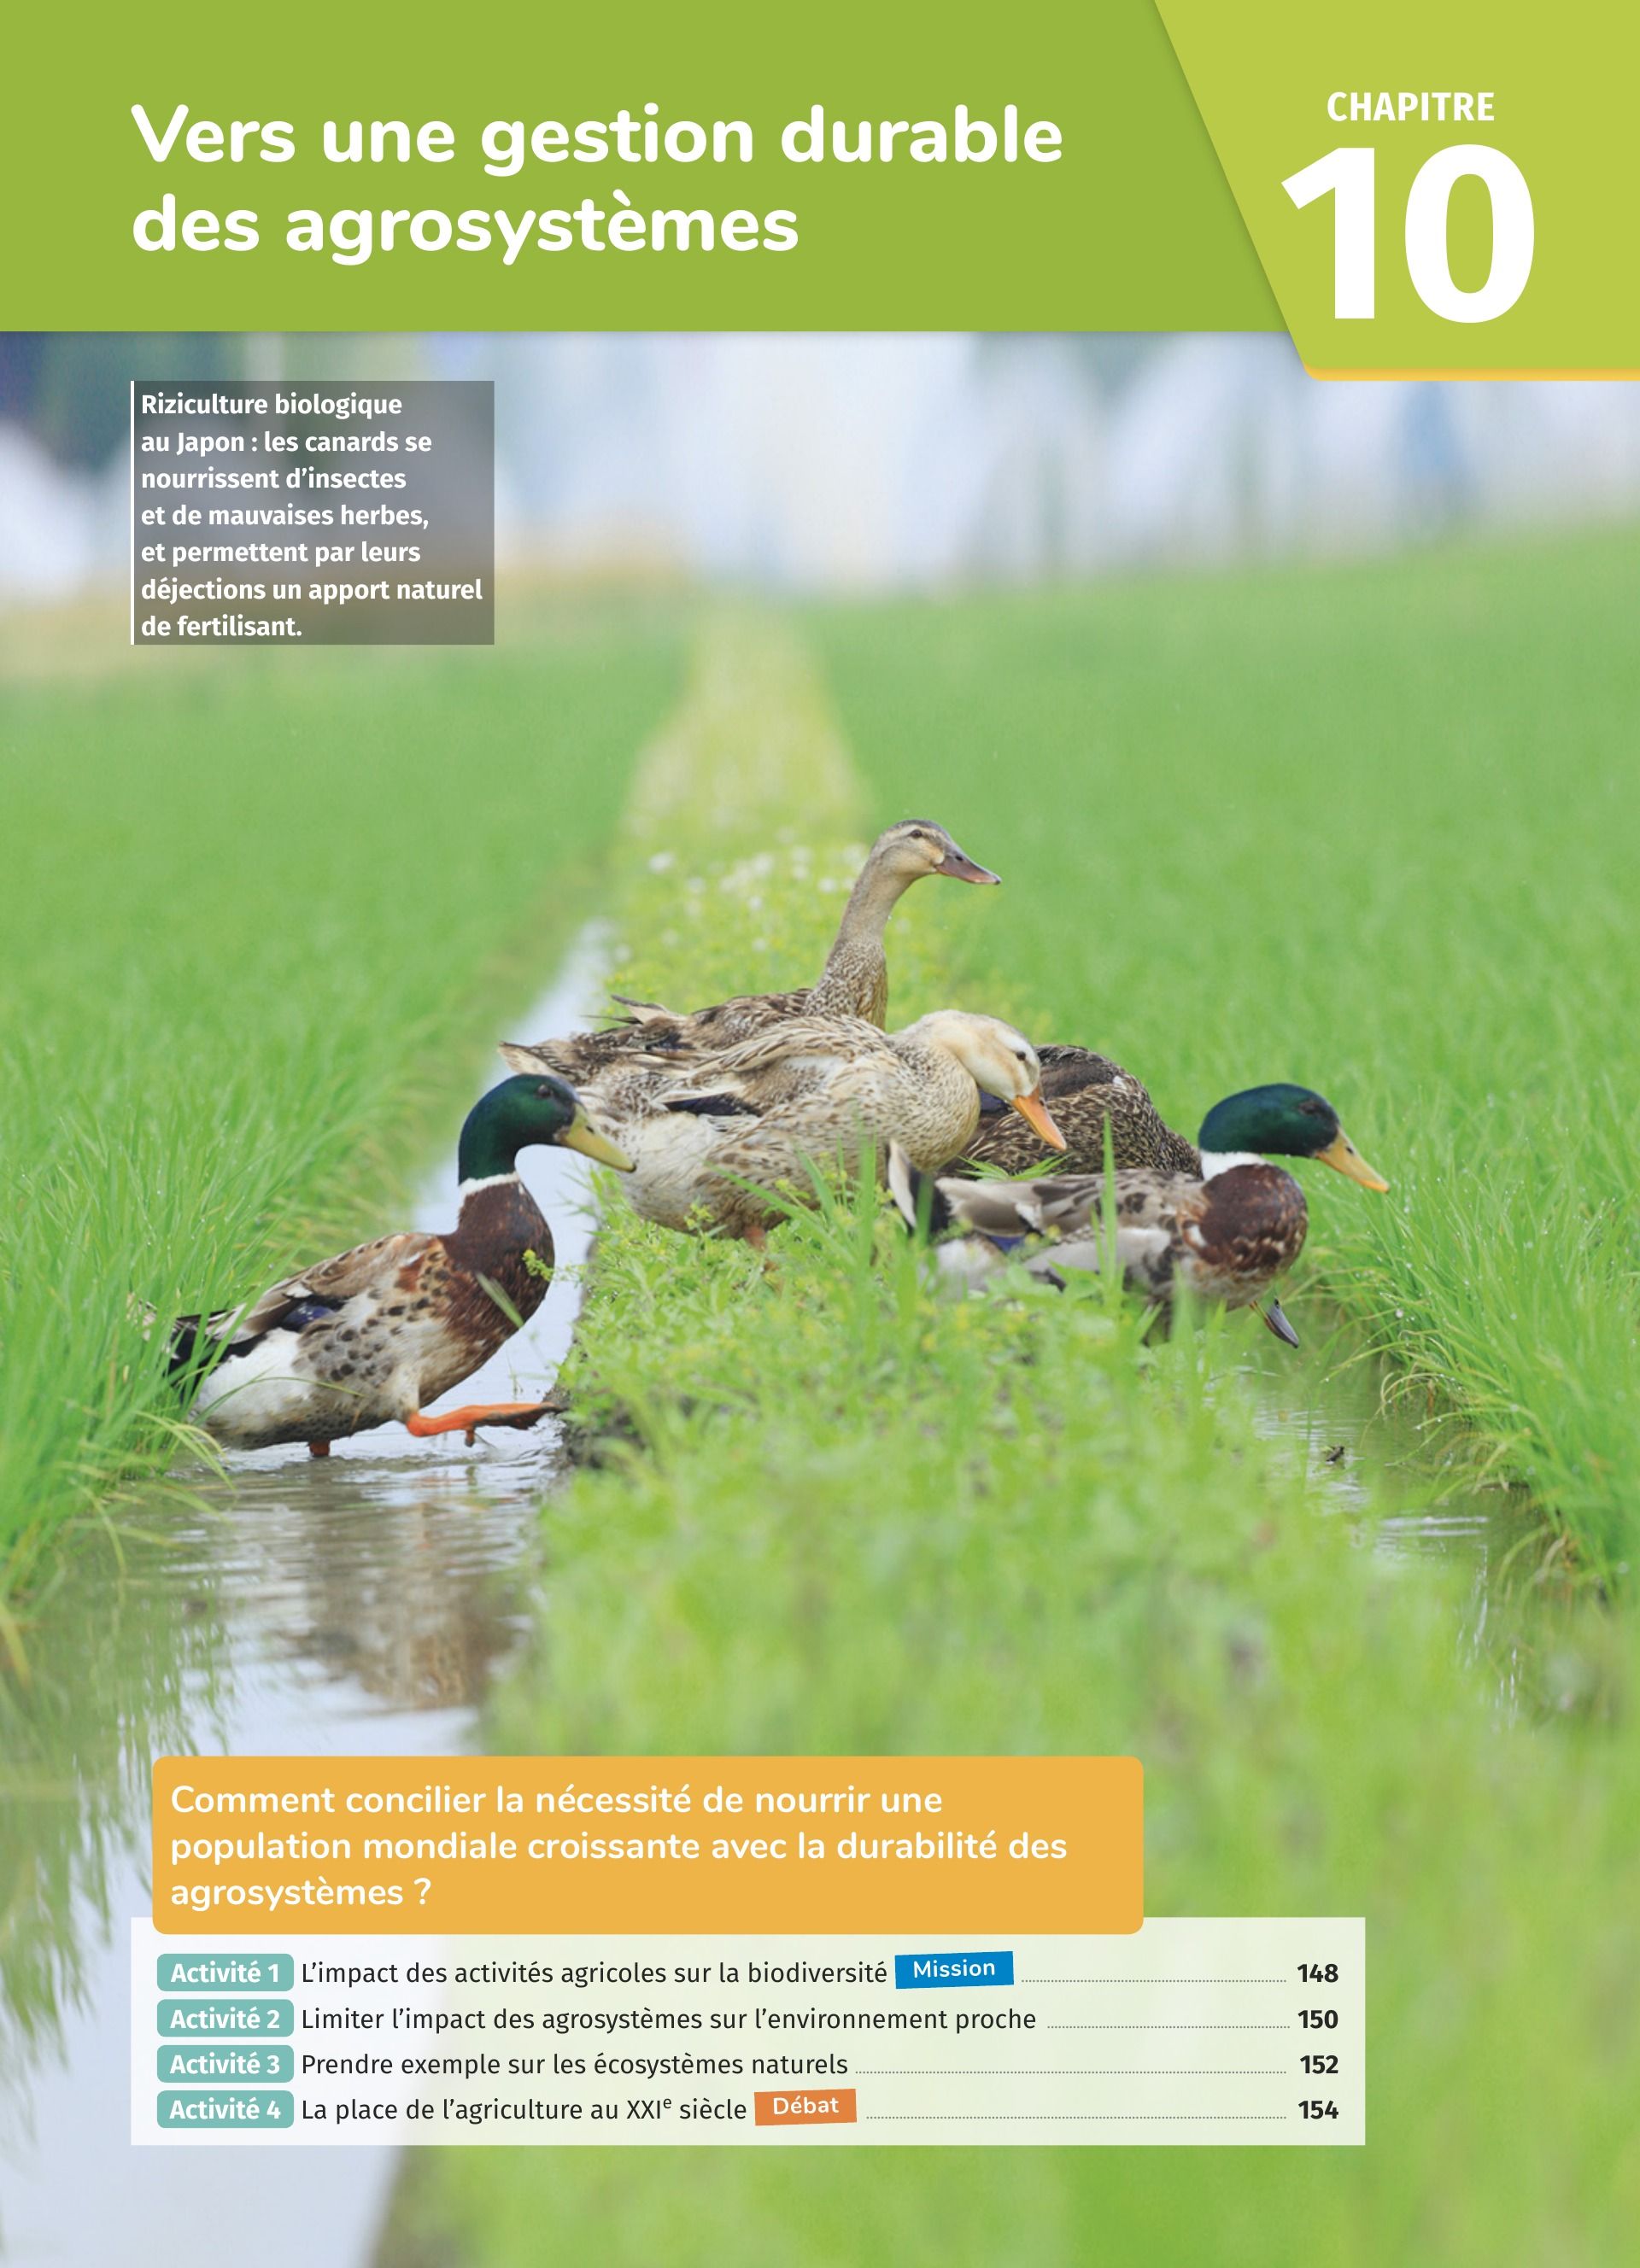 Vers une gestion durable
des agrosystèmes
CHAPITRE
10
Riziculture biologique
au Japon : les canards se
nourrissent d’insectes
et de mauvaises herbes,
et permettent par leurs
déjections un apport naturel
de fertilisant.
Comment concilier la nécessité de nourrir une
population mondiale croissante avec la durabilité des
agrosystèmes ?
Activité 1 L’impact des activités agricoles sur la biodiversité Mission 148
Activité 2 Limiter l’impact des agrosystèmes sur l’environnement proche 150
Activité 3 Prendre exemple sur les écosystèmes naturels 152
Activité 4 La place de l’agriculture au XXIe siècle Débat 154